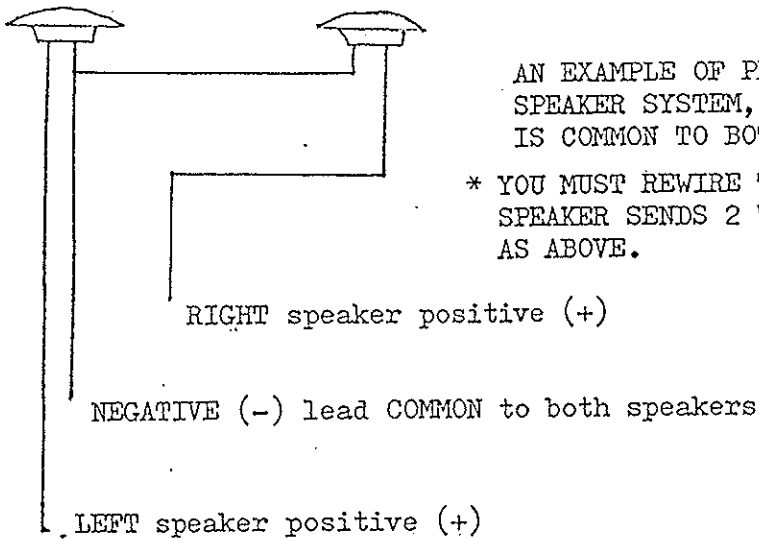 AN EXAMPLE OF
SPEAKER SYSTEM,
IS COMMON TO
* YOU MUST REWIRE
SPEAKER SENDS 2
AS ABOVE.
RIGHT speaker positive (+)
NEGATIVE (-) lead COMMON to both speakers
LEFT speaker positive (+)